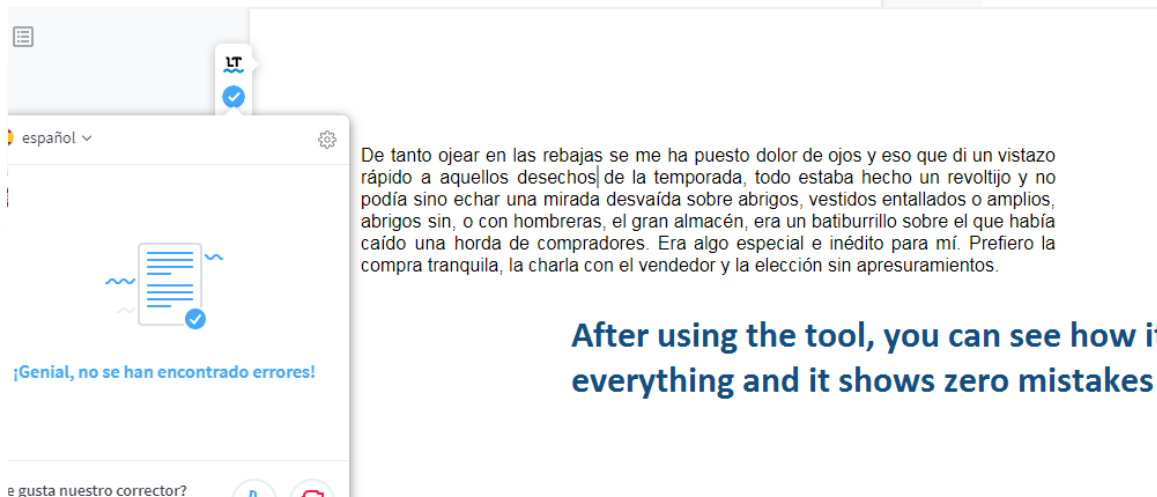 LT
español
De tanto ojear en las rebajas se me ha puesto dolor de ojos y eso que di un vistazo
rápido a aquellos desechos de la temporada, todo estaba hecho un revoltijo y no
podía sino echar una mirada desvaída sobre abrigos, vestidos entallados o amplios,
abrigos sin, o con hombreras, el gran almacén, era un batiburrillo sobre el que había
caído una horda de compradores. Era algo especial e inédito para mí. Prefiero la
compra tranquila, la charla con el vendedor y la elección sin apresuramientos.
¡Genial, no se han encontrado errores!
After using the tool, you can see how it
everything and it shows zero mistakes
e gusta nuestro corrector?